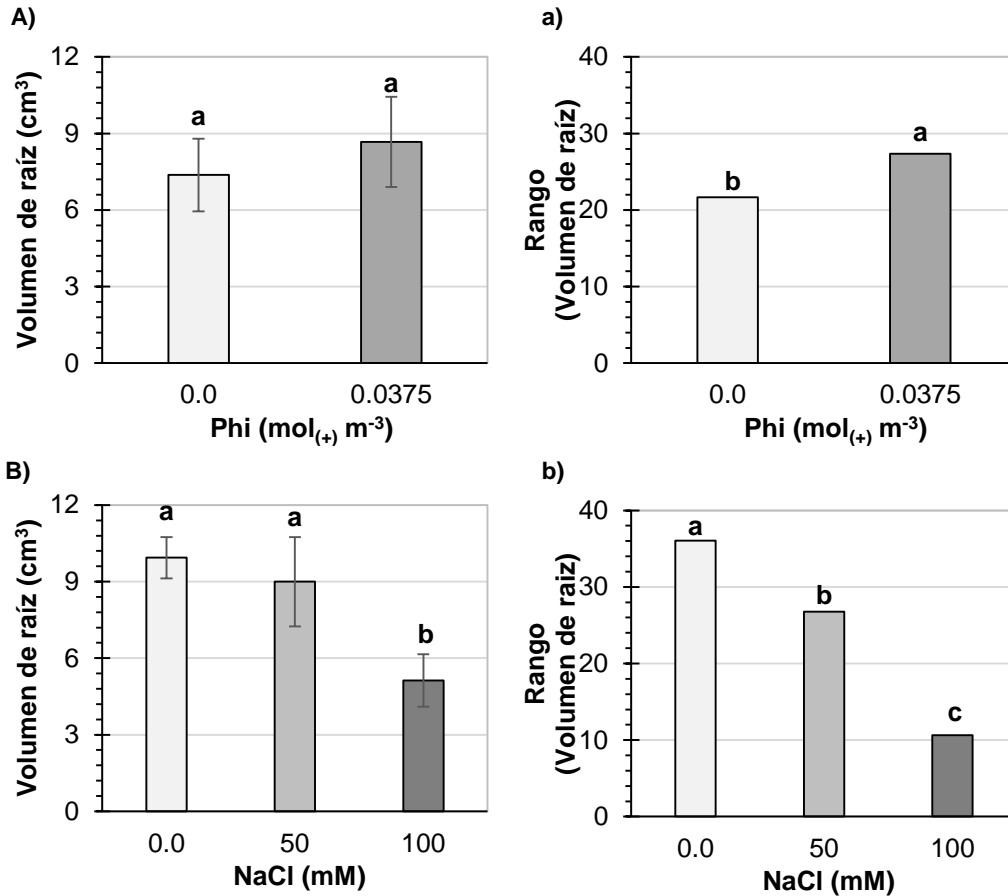 A)
Volumen de raíz (cm³)
12
9
6
3
0
a
a
0.0
0.0375
Phi (mol₍₊₎ m⁻³)
a)
Rango
(Volumen de raíz)
40
30
20
10
0
b
a
0.0
0.0375
Phi (mol₍₊₎ m⁻³)
B)
Volumen de raíz (cm³)
12
9
6
3
0
a
a
b
0.0
50
100
NaCl (mM)
b)
Rango
(Volumen de raiz)
40
30
20
10
0
a
b
c
0.0
50
100
NaCl (mM)